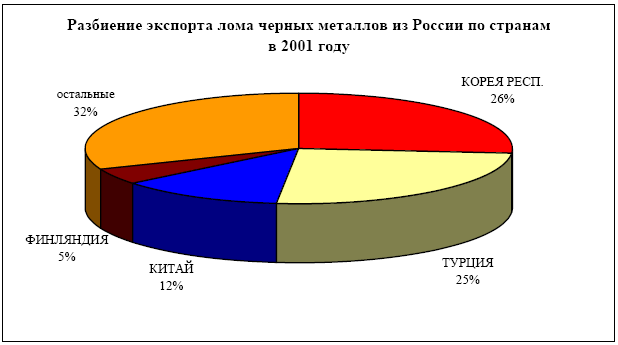 Разбиение экспорта лома черных металлов из России по странам
в 2001 году
остальные
32%
КОРЕЯ РЕСП.
26%
ФИНЛЯНДИЯ
5%
КИТАЙ
12%
ТУРЦИЯ
25%